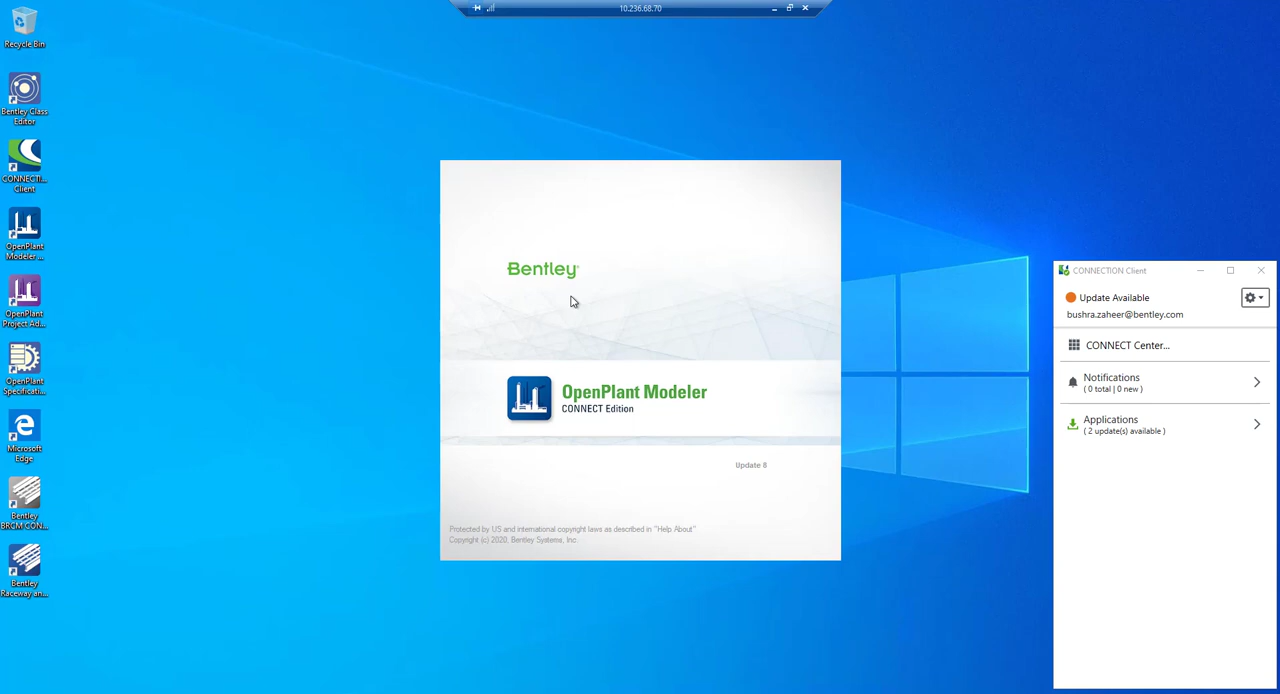 10.236.68.70
Recycle Bin
Bentley Class
Editor
CONNECTI...
Client
OpenPlant
Modeler ...
OpenPlant
Project Ad...
OpenPlant
Specificati...
Microsoft
Edge
Bentley
BRCM CON...
Bentley
Raceway an...
Bentley
OpenPlant Modeler
CONNECT Edition
Update 8
Protected by US and international copyright laws as described in "Help About"
Copyright (c) 2020, Bentley Systems, Inc.
CONNECTION Client
Update Available
bushra.zaheer@bentley.com
CONNECT Center...
Notifications
( 0 total | 0 new )
Applications
( 2 update(s) available )